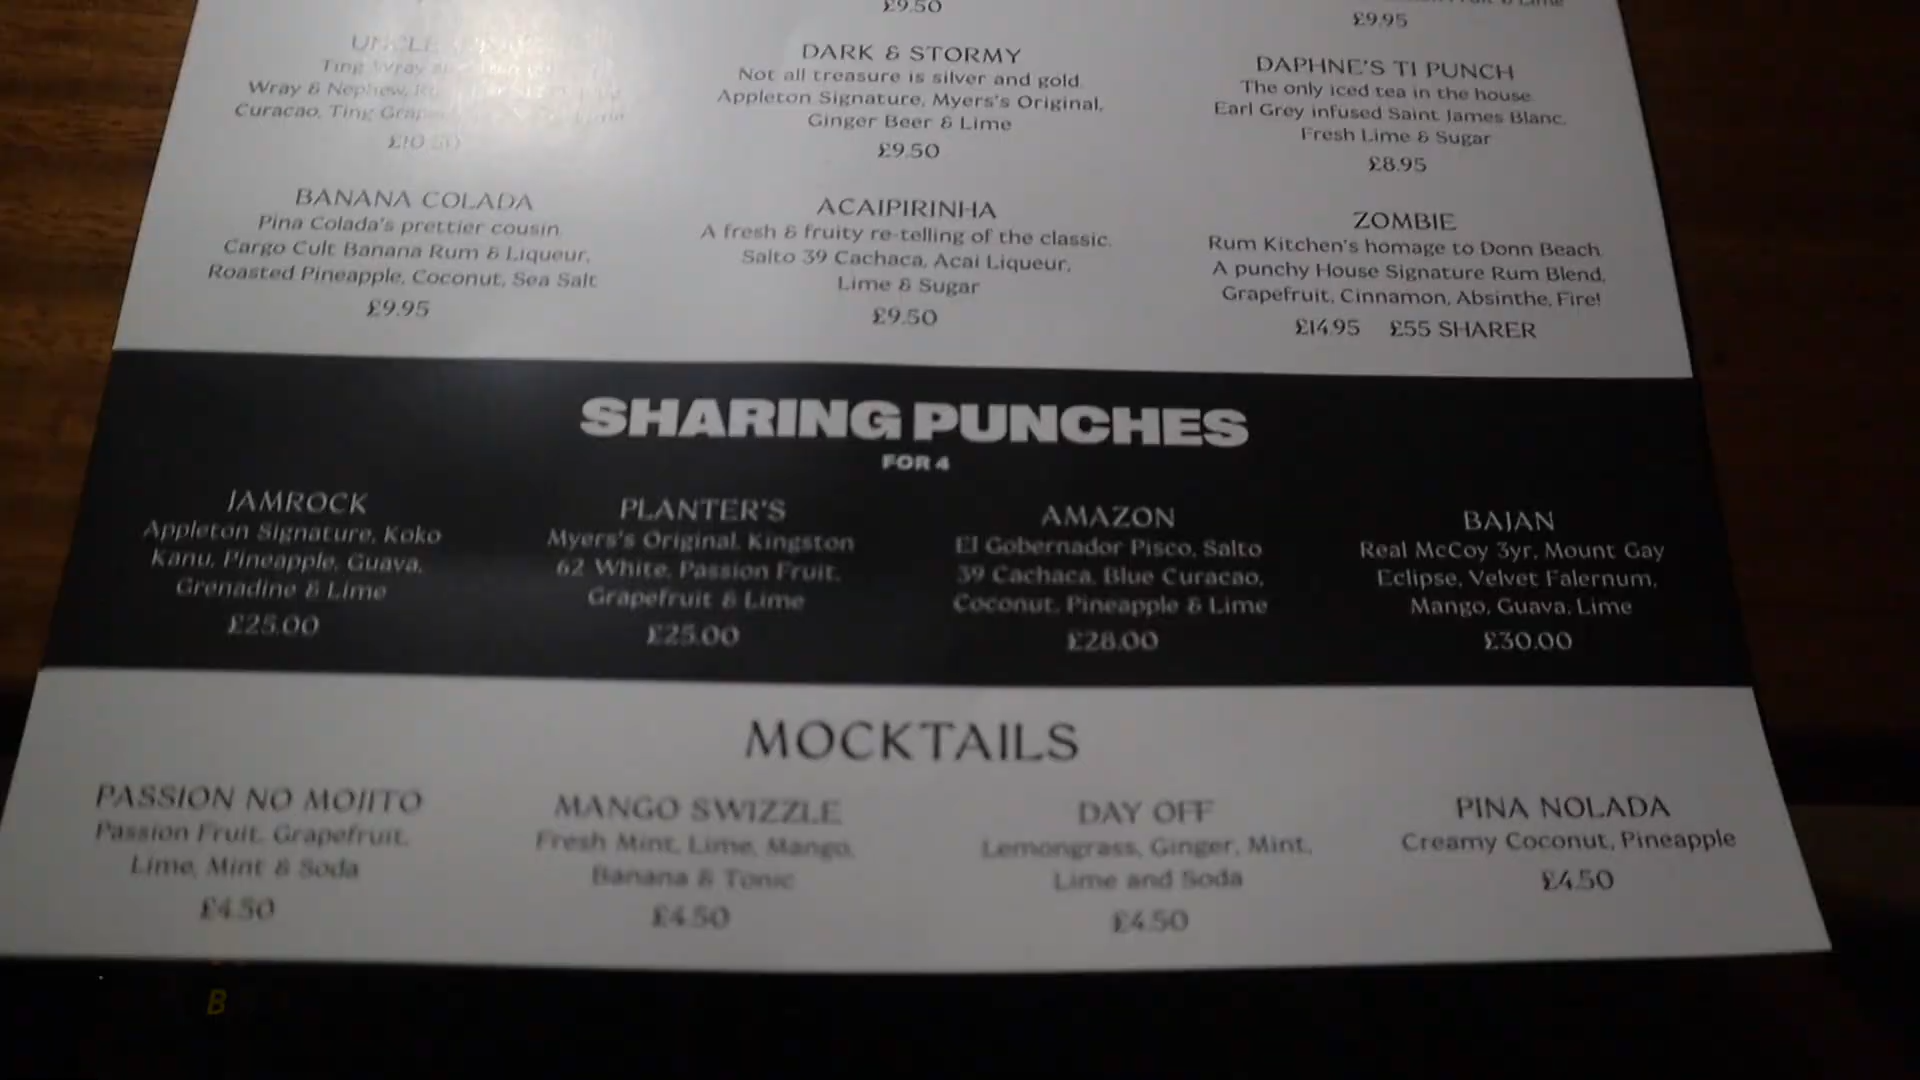 £9.50
£9.95
Ting Wray
Wray & Nephew,
Curacao, Ting
£10.50
DARK & STORMY
Not all treasure is silver and gold.
Appleton Signature, Myers's Original,
Ginger Beer & Lime
£9.50
DAPHNE'S TI PUNCH
The only iced tea in the house.
Earl Grey infused Saint James Blanc,
Fresh Lime & Sugar
£8.95
BANANA COLADA
Pina Colada's prettier cousin.
Cargo Cult Banana Rum & Liqueur,
Roasted Pineapple, Coconut, Sea Salt
£9.95
ACAIPIRINHA
A fresh & fruity re-telling of the classic.
Salto 39 Cachaca, Acai Liqueur,
Lime & Sugar
£9.50
ZOMBIE
Rum Kitchen's homage to Donn Beach.
A punchy House Signature Rum Blend,
Grapefruit, Cinnamon, Absinthe, Fire!
£14.95 £55 SHARER
SHARING PUNCHES
FOR 4
JAMROCK
Appleton Signature, Koko
Kanu, Pineapple, Guava,
Grenadine & Lime
£25.00
PLANTER'S
Myers's Original, Kingston
62 White, Passion Fruit,
Grapefruit & Lime
£25.00
AMAZON
El Gobernador Pisco, Salto
39 Cachaca, Blue Curacao,
Coconut, Pineapple & Lime
£28.00
BAJAN
Real McCoy 3yr, Mount Gay
Eclipse, Velvet Falernum,
Mango, Guava, Lime
£30.00
MOCKTAILS
PASSION NO MOJITO
Passion Fruit, Grapefruit,
Lime, Mint & Soda
£4.50
MANGO SWIZZLE
Fresh Mint, Lime, Mango,
Banana & Tonic
£4.50
DAY OFF
Lemongrass, Ginger, Mint,
Lime and Soda
£4.50
PINA NOLADA
Creamy Coconut, Pineapple
£4.50
B